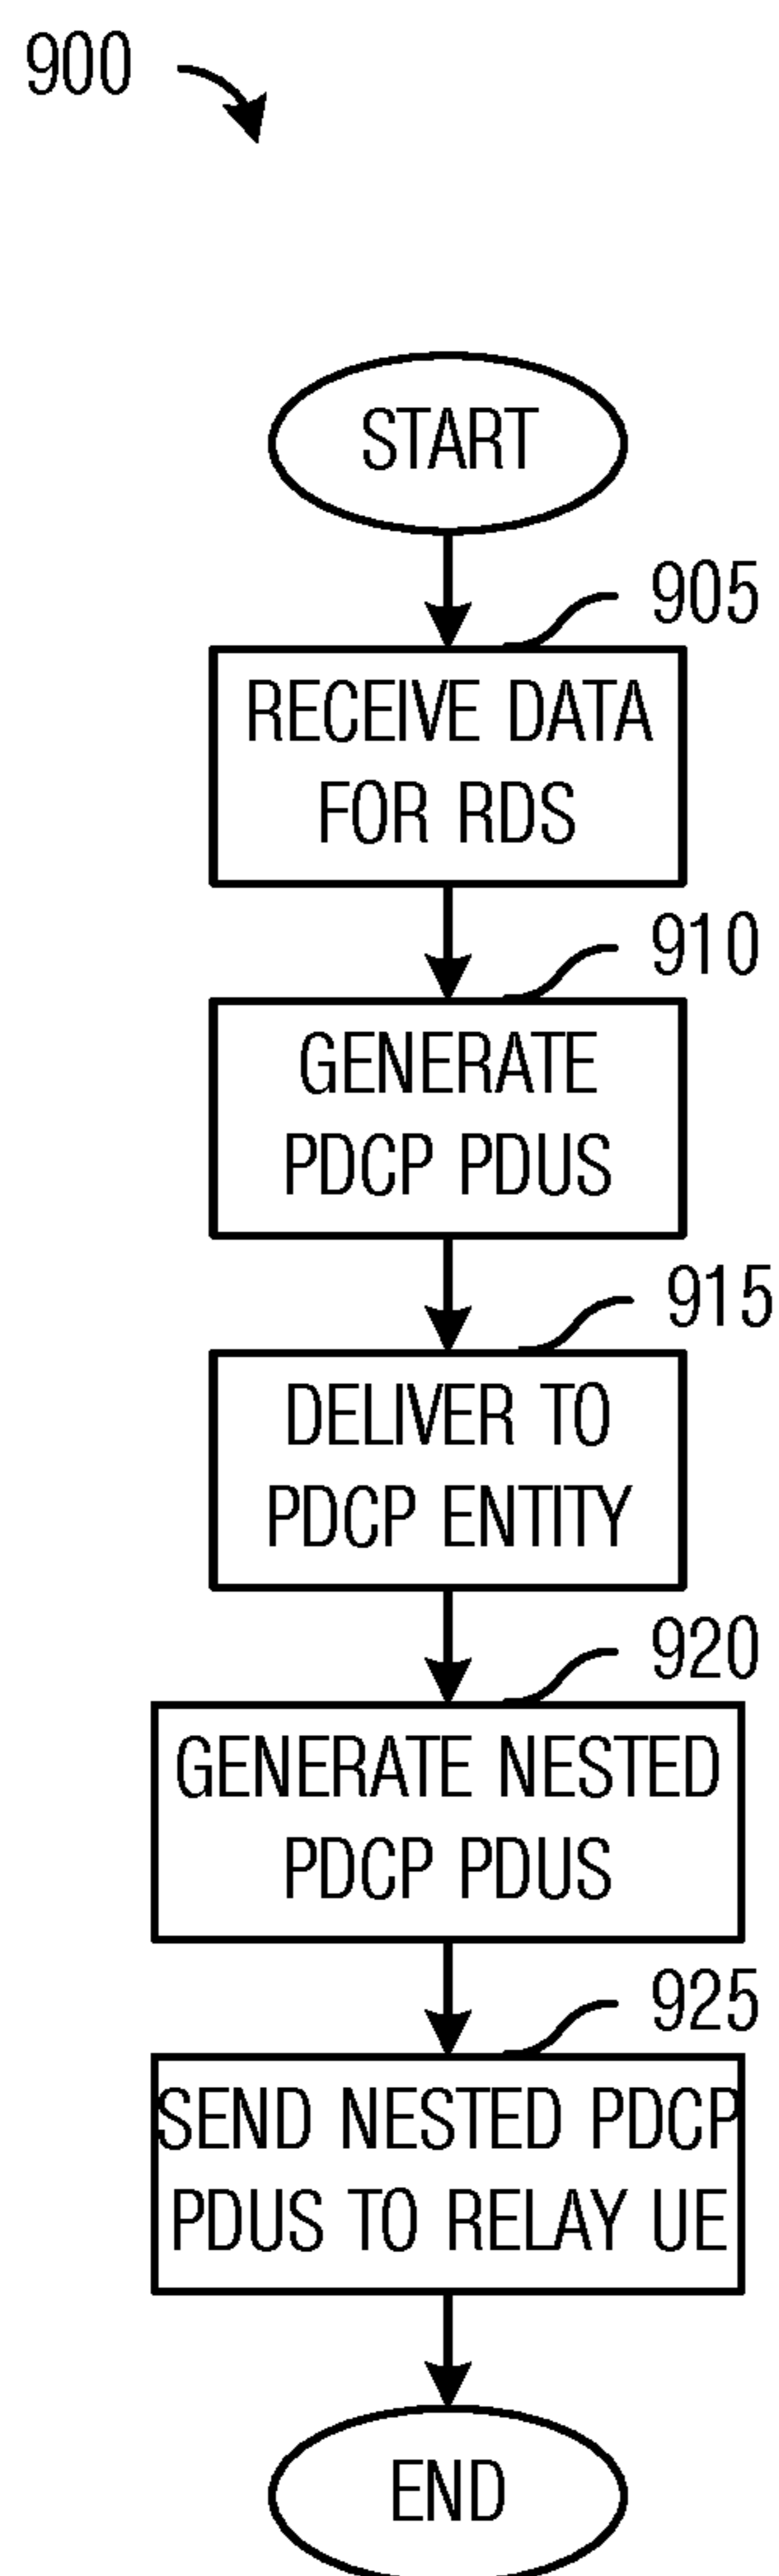 900
START
905
RECEIVE DATA
FOR RDS
910
GENERATE
PDCP PDUS
915
DELIVER TO
PDCP ENTITY
920
GENERATE NESTED
PDCP PDUS
925
SEND NESTED PDCP
PDUS TO RELAY UE
END